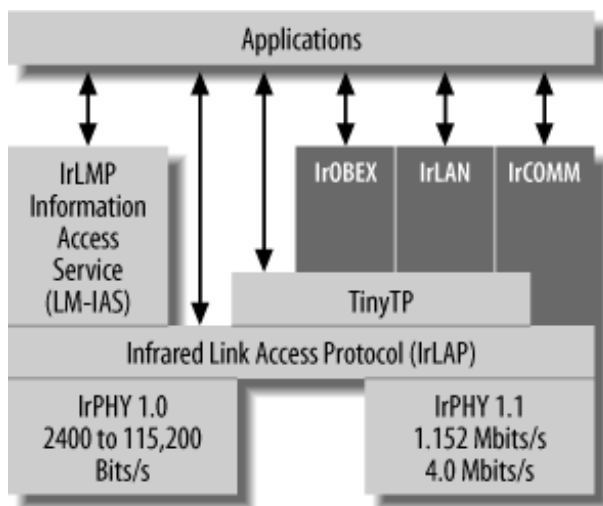 Applications
IrLMP
Information
Access
Service
(LM-IAS)
IrOBEX
IrLAN
IrCOMM
TinyTP
Infrared Link Access Protocol (IrLAP)
IrPHY 1.0
2400 to 115,200
Bits/s
IrPHY 1.1
1.152 Mbits/s
4.0 Mbits/s